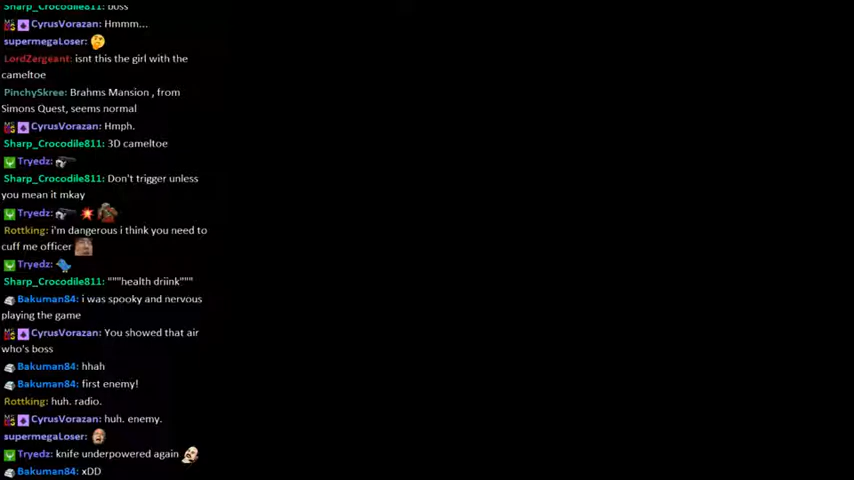 Sharp_Crocodile811: boss
CyrusVorazan: Hmmm...
supermegaLoser:
LordZergeant: isnt this the girl with the
cameltoe
PinchySkree: Brahms Mansion , from
Simons Quest, seems normal
CyrusVorazan: Hmph.
Sharp_Crocodile811: 3D cameltoe
Tryedz:
Sharp_Crocodile811: Don't trigger unless
you mean it mkay
Tryedz:
Rottking: i'm dangerous i think you need to
cuff me officer
Tryedz:
Sharp_Crocodile811: """health driink"""
Bakuman84: i was spooky and nervous
playing the game
CyrusVorazan: You showed that air
who's boss
Bakuman84: hhah
Bakuman84: first enemy!
Rottking: huh. radio.
CyrusVorazan: huh. enemy.
supermegaLoser:
Tryedz: knife underpowered again
Bakuman84: xDD